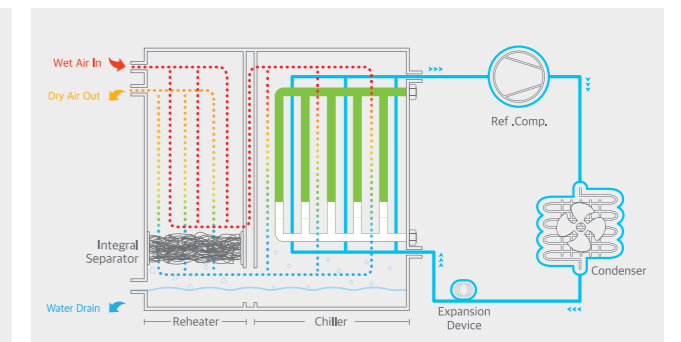 Wet Air In
Dry Air Out
Integral
Separator
Water Drain
Reheater
Chiller
Ref .Comp.
Condenser
Expansion
Device